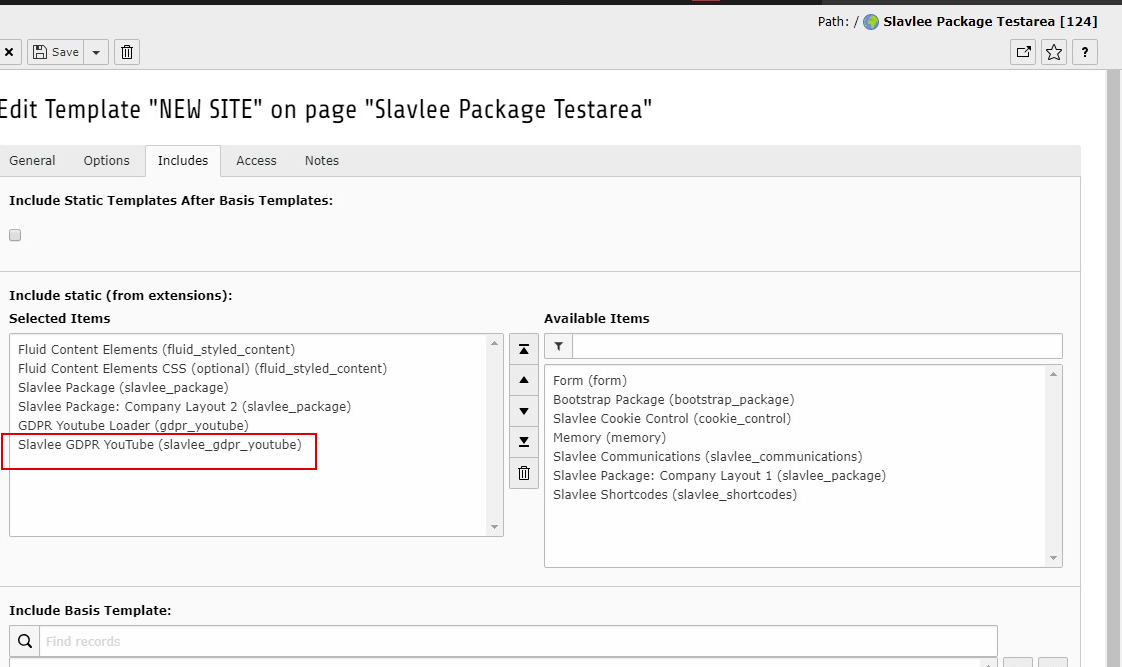 Path: / Slavlee Package Testarea [124]
Save
?
Edit Template "NEW SITE" on page "Slavlee Package Testarea"
General Options Includes Access Notes
Include Static Templates After Basis Templates:
Include static (from extensions):
Selected Items
Available Items
Fluid Content Elements (fluid_styled_content)
Fluid Content Elements CSS (optional) (fluid_styled_content)
Slavlee Package (slavlee_package)
Slavlee Package: Company Layout 2 (slavlee_package)
GDPR Youtube Loader (gdpr_youtube)
Slavlee GDPR YouTube (slavlee_gdpr_youtube)
Form (form)
Bootstrap Package (bootstrap_package)
Slavlee Cookie Control (cookie_control)
Memory (memory)
Slavlee Communications (slavlee_communications)
Slavlee Package: Company Layout 1 (slavlee_package)
Slavlee Shortcodes (slavlee_shortcodes)
Include Basis Template:
Find records